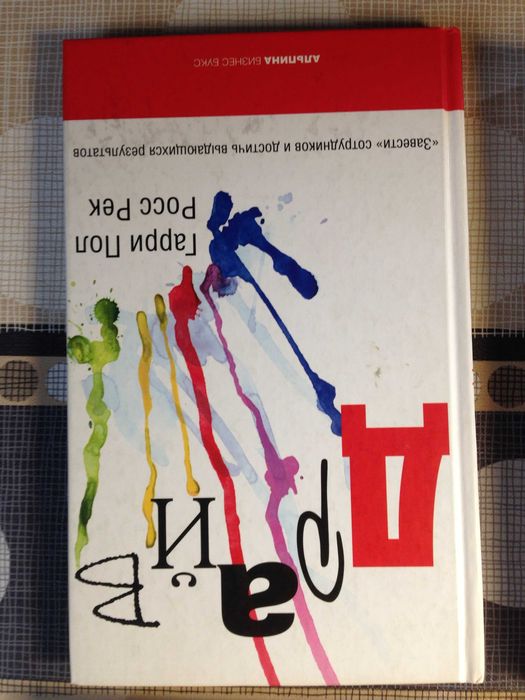 Драйв
Гарри Пол
Росс Рек
«Завести» сотрудников и достичь выдающихся результатов
АЛЬПИНА БИЗНЕС БУКС